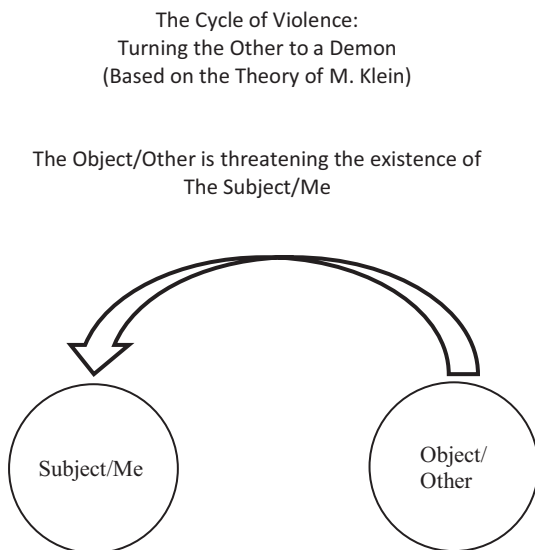 The Cycle of Violence:
Turning the Other to a Demon
(Based on the Theory of M. Klein)
The Object/Other is threatening the existence of
The Subject/Me
Subject/Me
Object/
Other